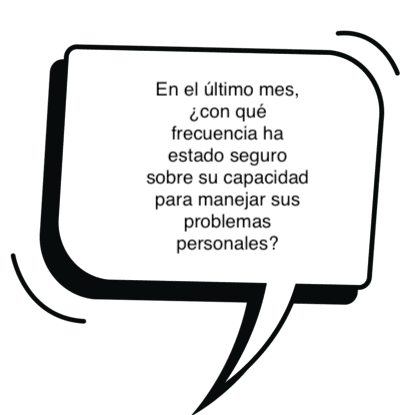 En el último mes,
¿con qué
frecuencia ha
estado seguro
sobre su capacidad
para manejar sus
problemas
personales?